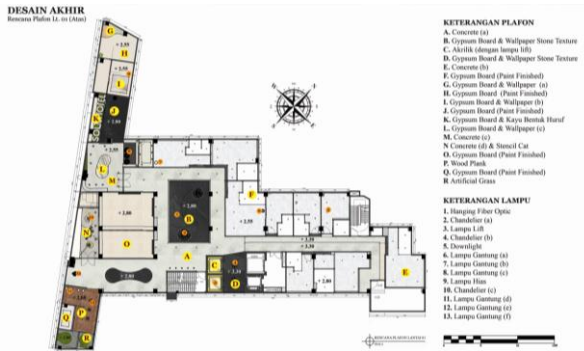 DESAIN AKHIR
Rencana Plafon Lt. 01 (Atas)
KETERANGAN PLAFON
A. Concrete (a)
B. Gypsum Board & Wallpaper Stone Texture
C. Akrilik (dengan lampu lift)
D. Gypsum Board & Wallpaper Stone Texture
E. Concrete (b)
F. Gypsum Board (Paint Finished)
G. Gypsum Board & Wallpaper (a)
H. Gypsum Board (Paint Finished)
I. Gypsum Board & Wallpaper (b)
J. Gypsum Board (Paint Finished)
K. Gypsum Board & Kayu Bentuk Huruf
L. Gypsum Board & Wallpaper (c)
M. Concrete (c)
N Concrete (d) & Stencil Cat
O. Gypsum Board (Paint Finished)
P. Wood Plank
Q. Gypsum Board (Paint Finished)
R Artificial Grass
KETERANGAN LAMPU
1. Hanging Fiber Optic
2. Chandelier (a)
3. Lampu Lift
4. Chandelier (b)
5. Downlight
6. Lampu Gantung (a)
7. Lampu Gantung (b)
8. Lampu Gantung (c)
9. Lampu Hias
10. Chandelier (c)
11. Lampu Gantung (d)
12. Lampu Gantung (e)
13. Lampu Gantung (f)
G
H
I
J
L
M
F
B
N
O
A
C
D
E
P
Q
R